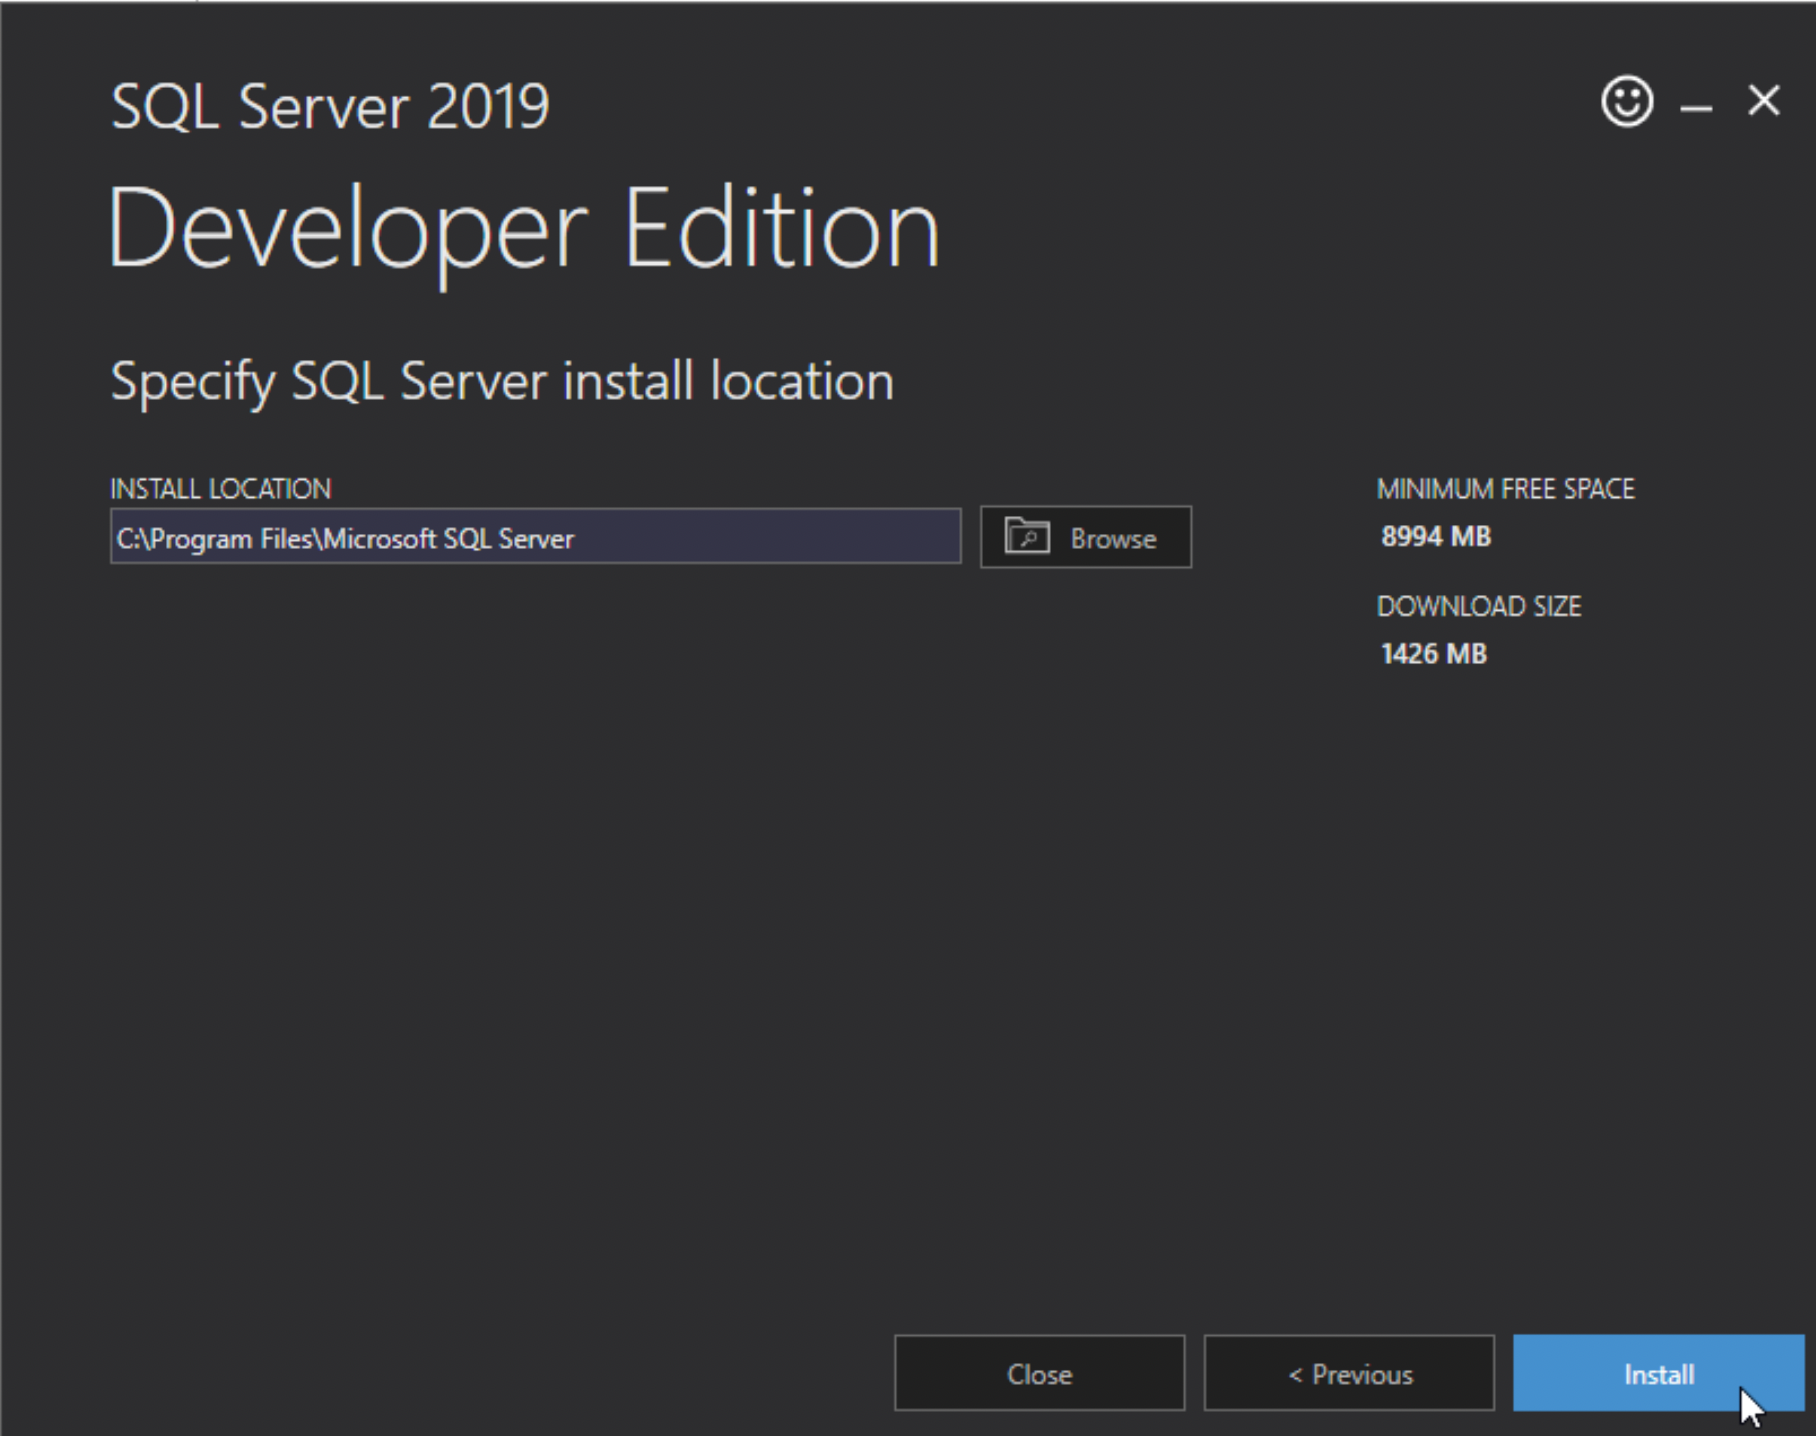 SQL Server 2019
Developer Edition
Specify SQL Server install location
INSTALL LOCATION
C:\Program Files\Microsoft SQL Server
Browse
MINIMUM FREE SPACE
8994 MB
DOWNLOAD SIZE
1426 MB
Close
< Previous
Install